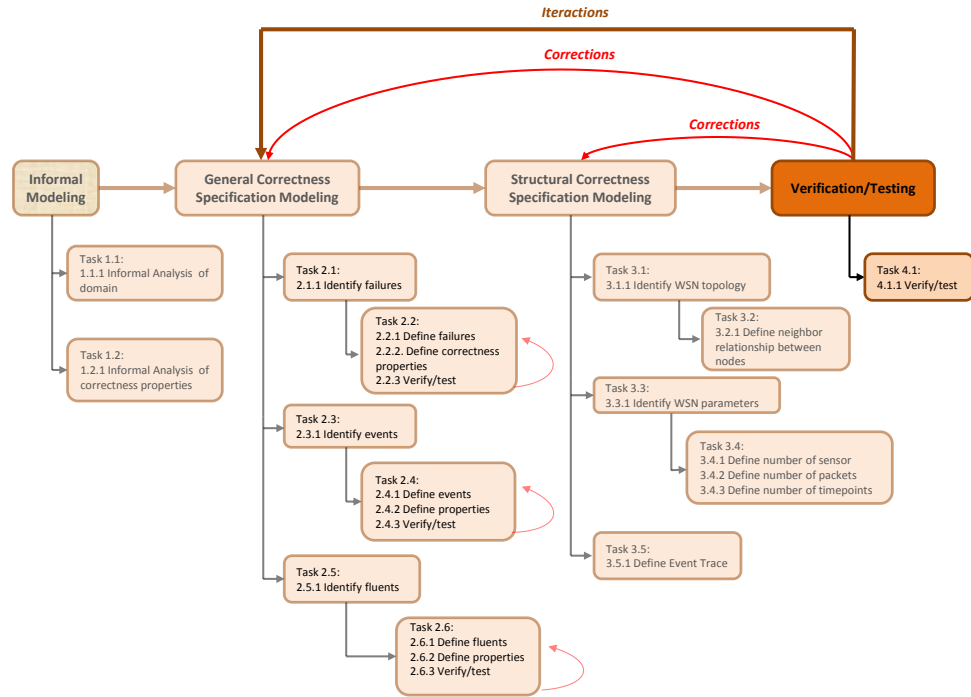 Iteractions
Corrections
Corrections
Informal
Modeling
General Correctness
Specification Modeling
Structural Correctness
Specification Modeling
Verification/Testing
Task 1.1:
1.1.1 Informal Analysis of
domain
Task 1.2:
1.2.1 Informal Analysis of
correctness properties
Task 2.1:
2.1.1 Identify failures
Task 2.2:
2.2.1 Define failures
2.2.2. Define correctness
properties
2.2.3 Verify/test
Task 2.3:
2.3.1 Identify events
Task 2.4:
2.4.1 Define events
2.4.2 Define properties
2.4.3 Verify/test
Task 2.5:
2.5.1 Identify fluents
Task 2.6:
2.6.1 Define fluents
2.6.2 Define properties
2.6.3 Verify/test
Task 3.1:
3.1.1 Identify WSN topology
Task 3.2:
3.2.1 Define neighbor
relationship between
nodes
Task 3.3:
3.3.1 Identify WSN parameters
Task 3.4:
3.4.1 Define number of sensor
3.4.2 Define number of packets
3.4.3 Define number of timepoints
Task 3.5:
3.5.1 Define Event Trace
Task 4.1:
4.1.1 Verify/test